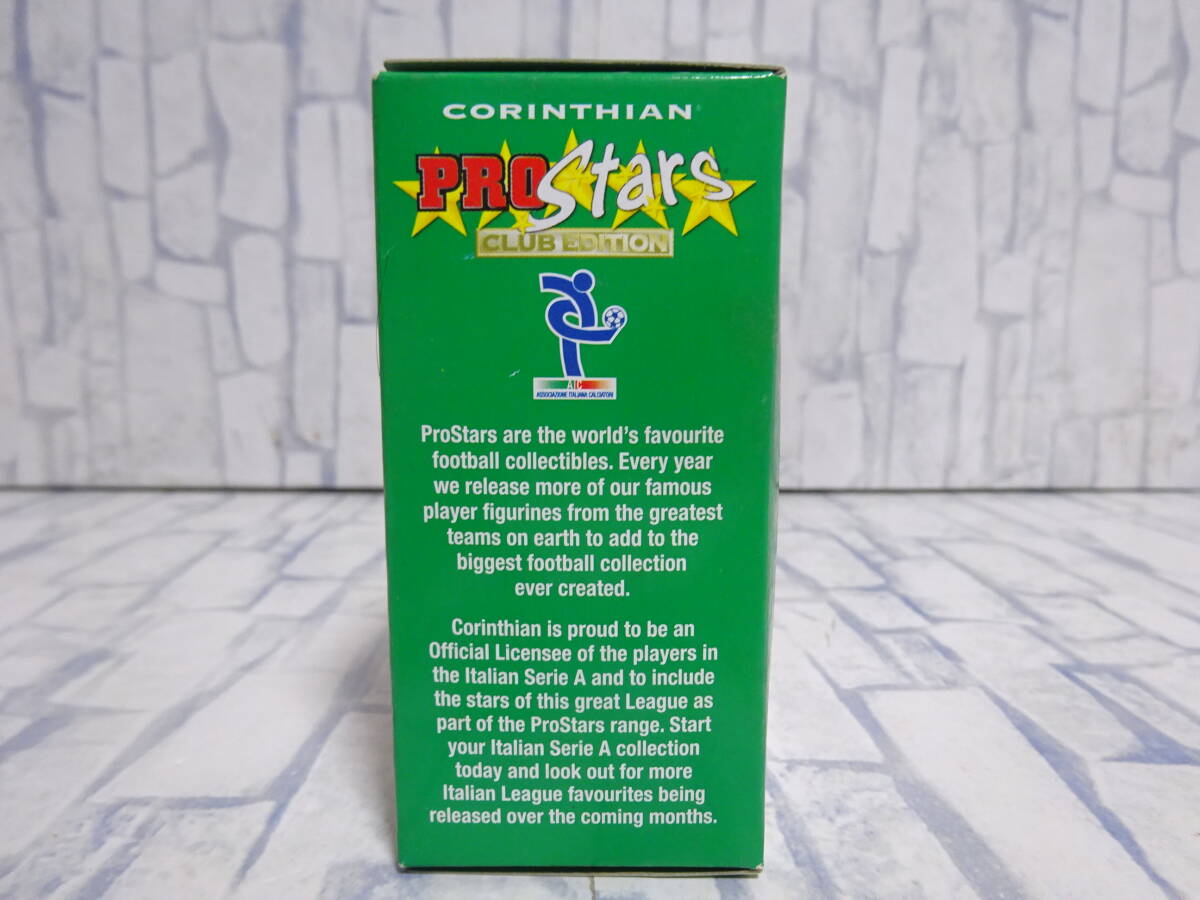 CORINTHIAN
PROStars
CLUB EDITION
AIC
ASSOCIAZIONE ITALIANA CALCIATORI
ProStars are the world's favourite
football collectibles. Every year
we release more of our famous
player figurines from the greatest
teams on earth to add to the
biggest football collection
ever created.
Corinthian is proud to be an
Official Licensee of the players in
the Italian Serie A and to include
the stars of this great League as
part of the ProStars range. Start
your Italian Serie A collection
today and look out for more
Italian League favourites being
released over the coming months.